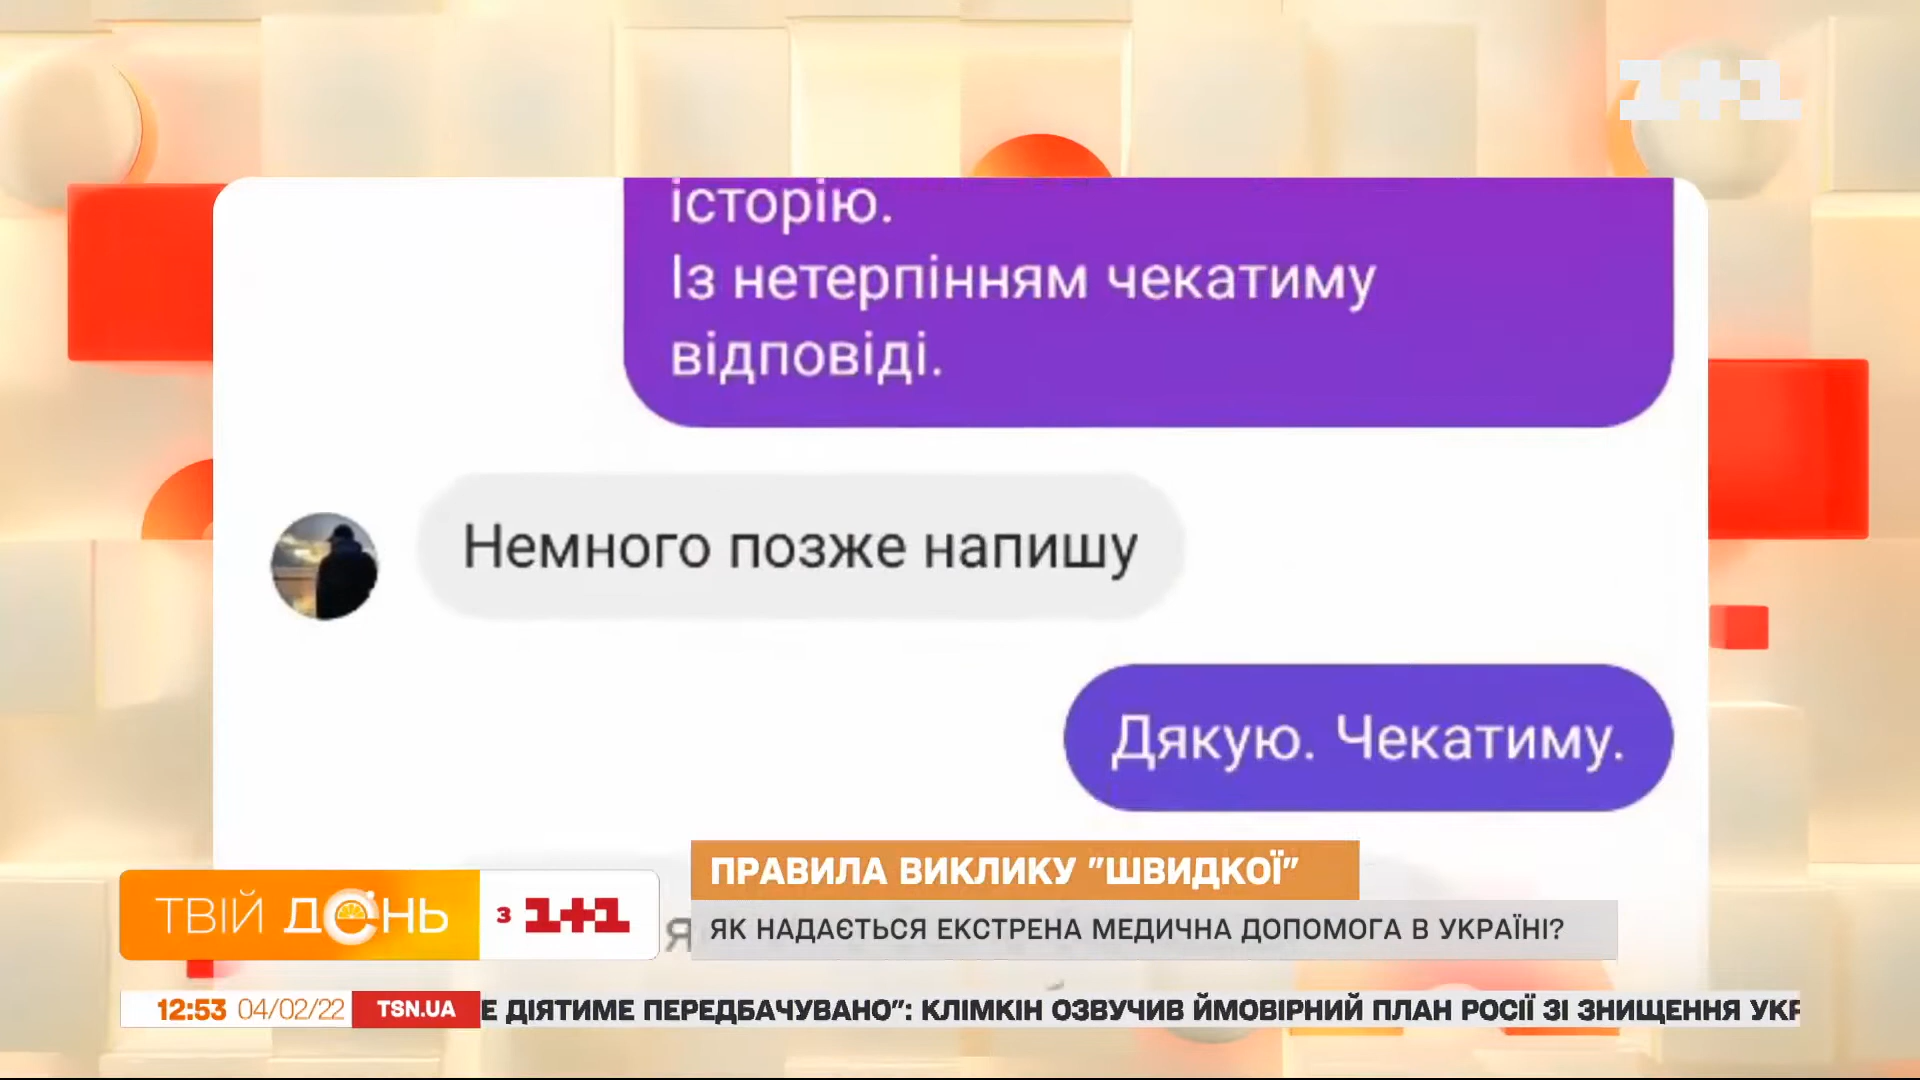 1+1
історію.
Із нетерпінням чекатиму
відповіді.
Немного позже напишу
Дякую. Чекатиму.
ПРАВИЛА ВИКЛИКУ "ШВИДКОЇ"
ТВІЙ ДЕНЬ З 1+1
ЯК НАДАЄТЬСЯ ЕКСТРЕНА МЕДИЧНА ДОПОМОГА В УКРАЇНІ?
12:53 04/02/22 TSN.UA Е ДІЯТИМЕ ПЕРЕДБАЧУВАНО": КЛІМКІН ОЗВУЧИВ ЙМОВІРНИЙ ПЛАН РОСІЇ ЗІ ЗНИЩЕННЯ УКР